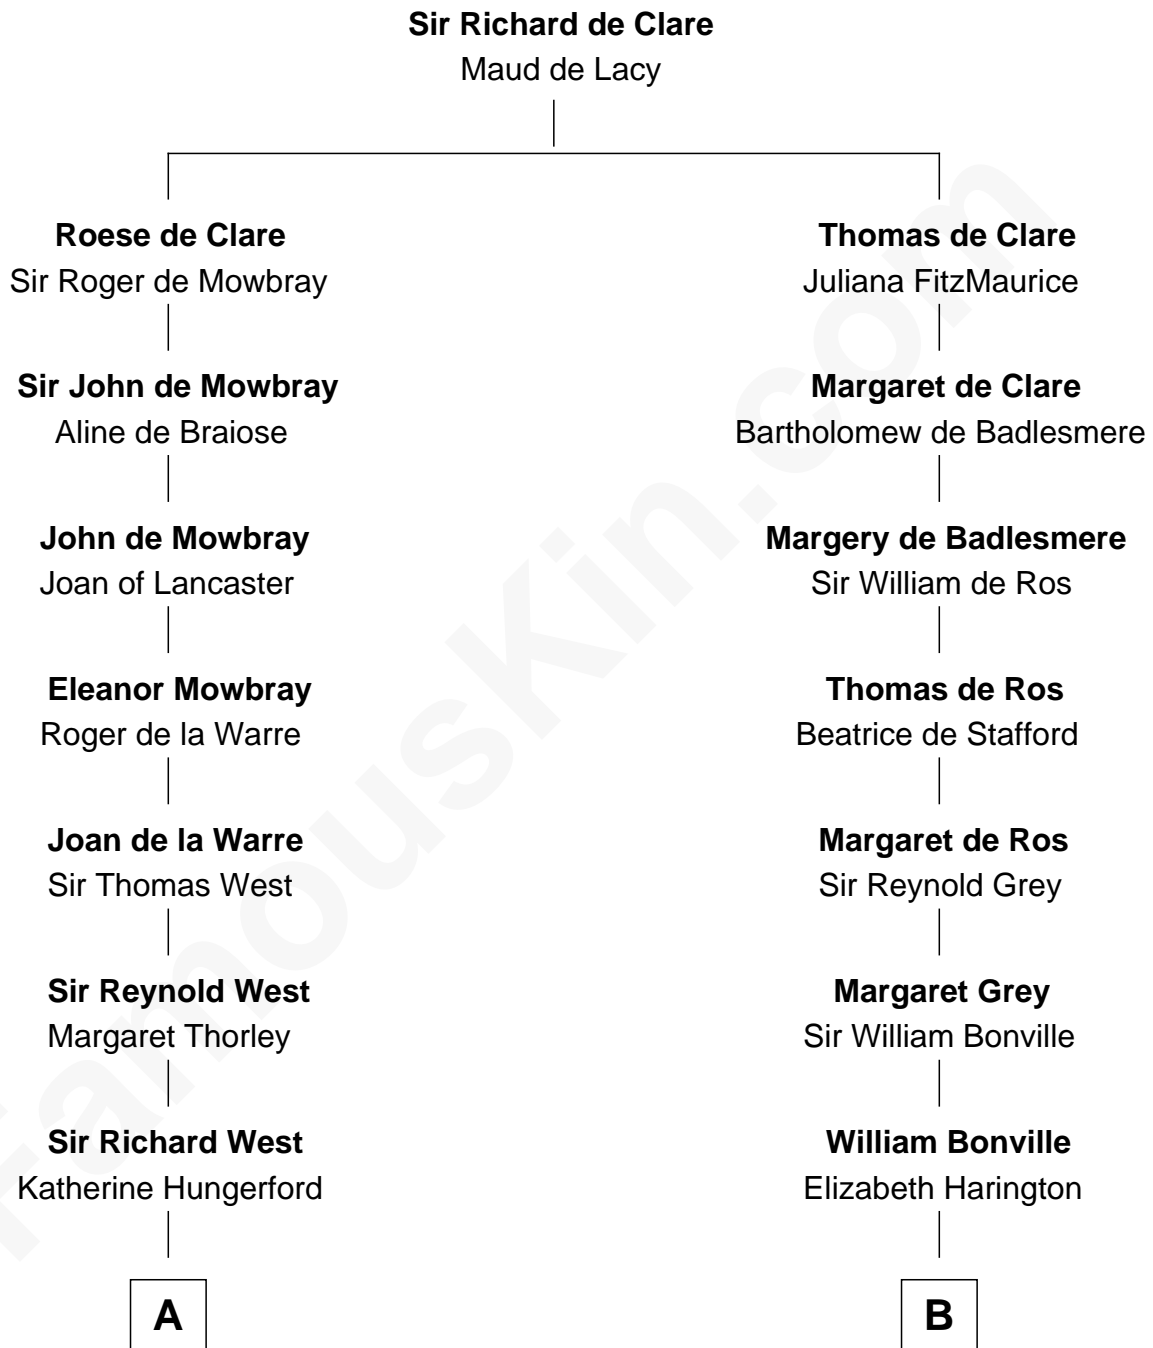 Sir Richard de Clare
Maud de Lacy
Roese de Clare
Sir Roger de Mowbray
Thomas de Clare
Juliana FitzMaurice
Sir John de Mowbray
Aline de Braiose
Margaret de Clare
Bartholomew de Badlesmere
John de Mowbray
Joan of Lancaster
Margery de Badlesmere
Sir William de Ros
Eleanor Mowbray
Roger de la Warre
Thomas de Ros
Beatrice de Stafford
Joan de la Warre
Sir Thomas West
Margaret de Ros
Sir Reynold Grey
Sir Reynold West
Margaret Thorley
Margaret Grey
Sir William Bonville
Sir Richard West
Katherine Hungerford
William Bonville
Elizabeth Harington
A
B
FamousKin.com